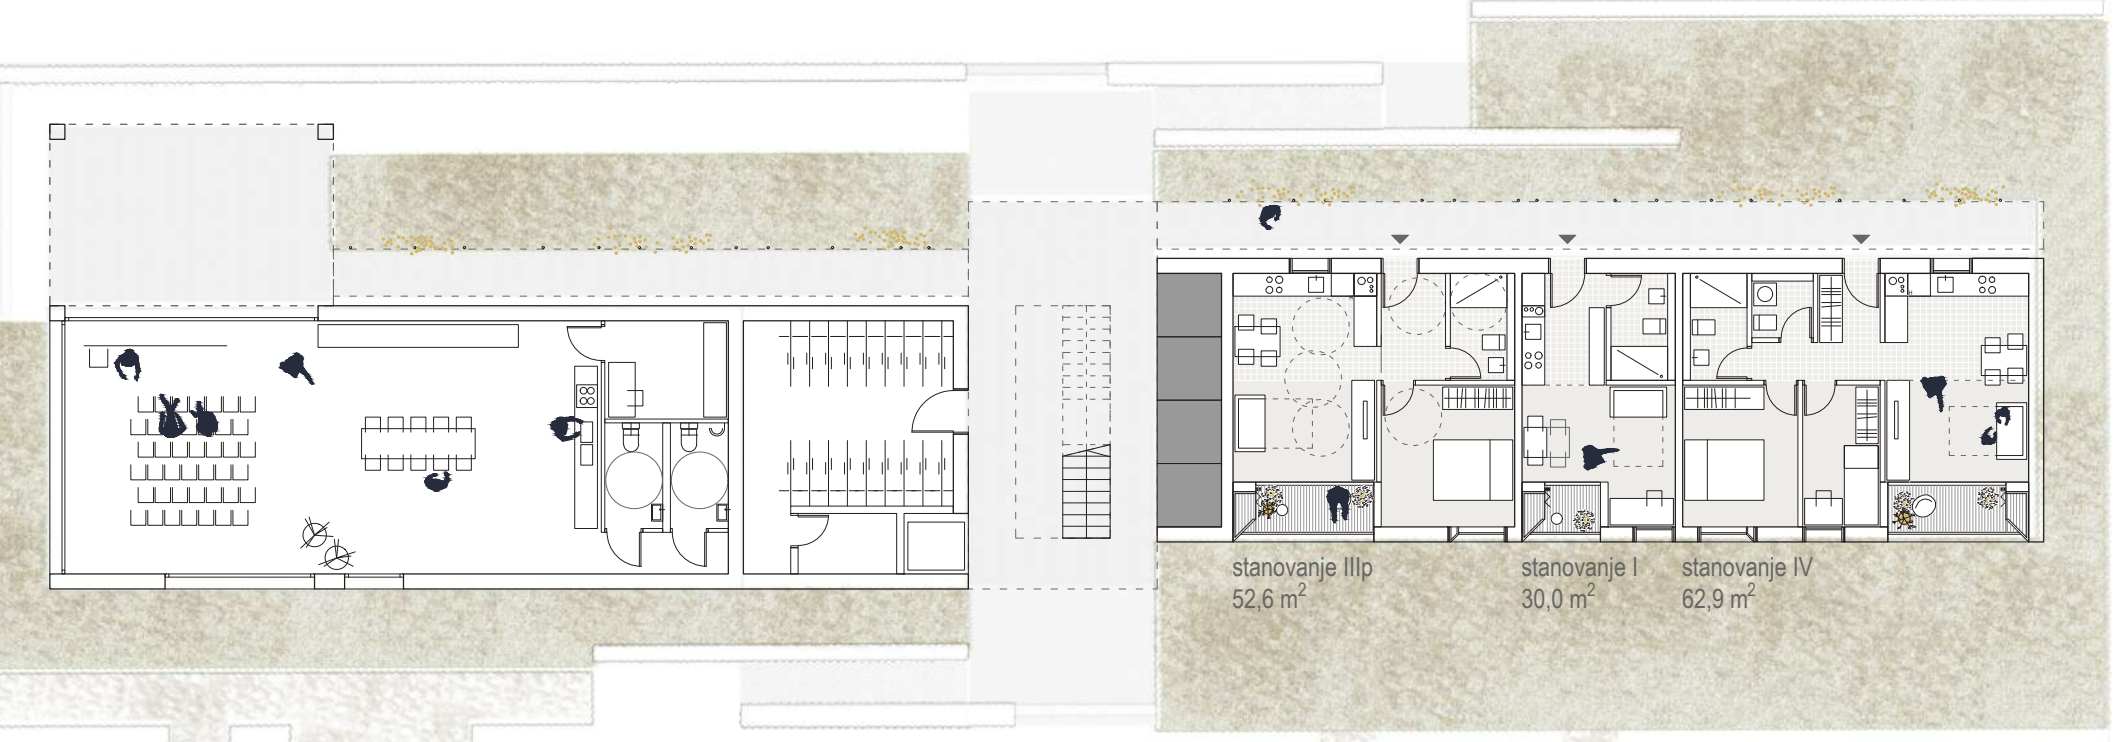 stanovanje IIIp
52,6 m²
stanovanje I
30,0 m²
stanovanje IV
62,9 m²